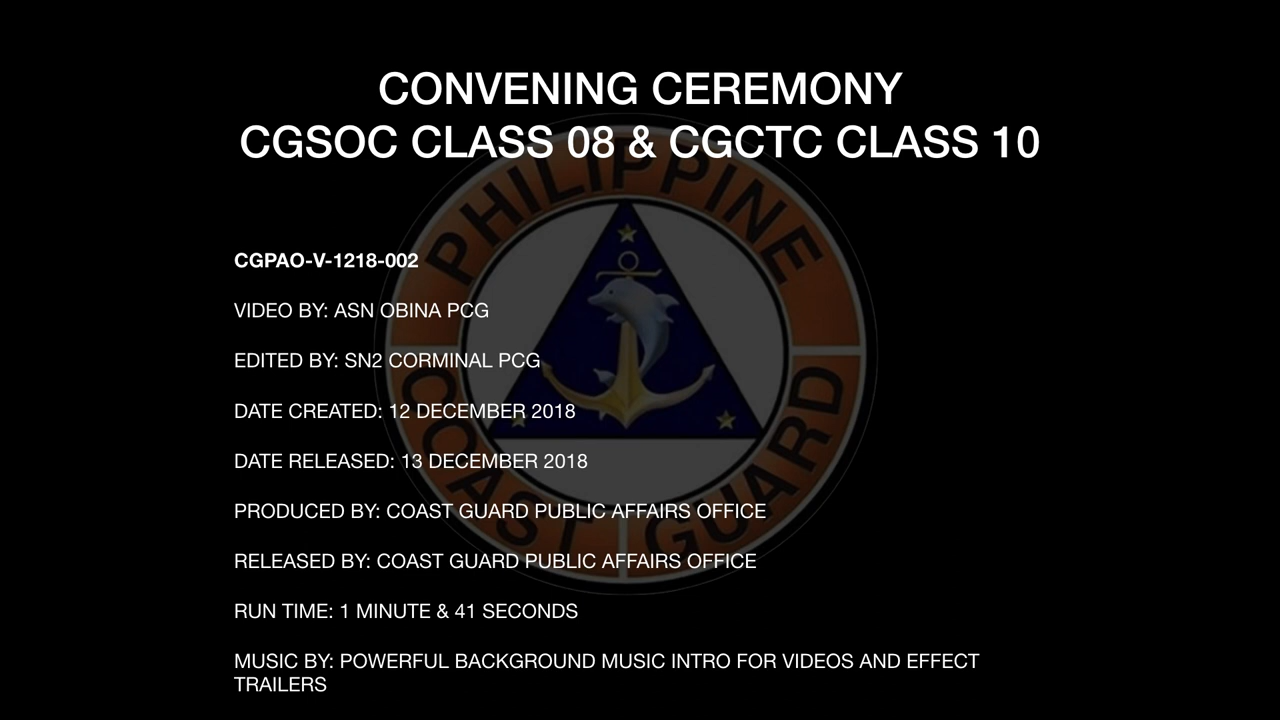 CONVENING CEREMONY
CGSOC CLASS 08 & CGCTC CLASS 10
PHILIPPINE
COAST GUARD
CGPAO-V-1218-002
VIDEO BY: ASN OBINA PCG
EDITED BY: SN2 CORMINAL PCG
DATE CREATED: 12 DECEMBER 2018
DATE RELEASED: 13 DECEMBER 2018
PRODUCED BY: COAST GUARD PUBLIC AFFAIRS OFFICE
RELEASED BY: COAST GUARD PUBLIC AFFAIRS OFFICE
RUN TIME: 1 MINUTE & 41 SECONDS
MUSIC BY: POWERFUL BACKGROUND MUSIC INTRO FOR VIDEOS AND EFFECT
TRAILERS